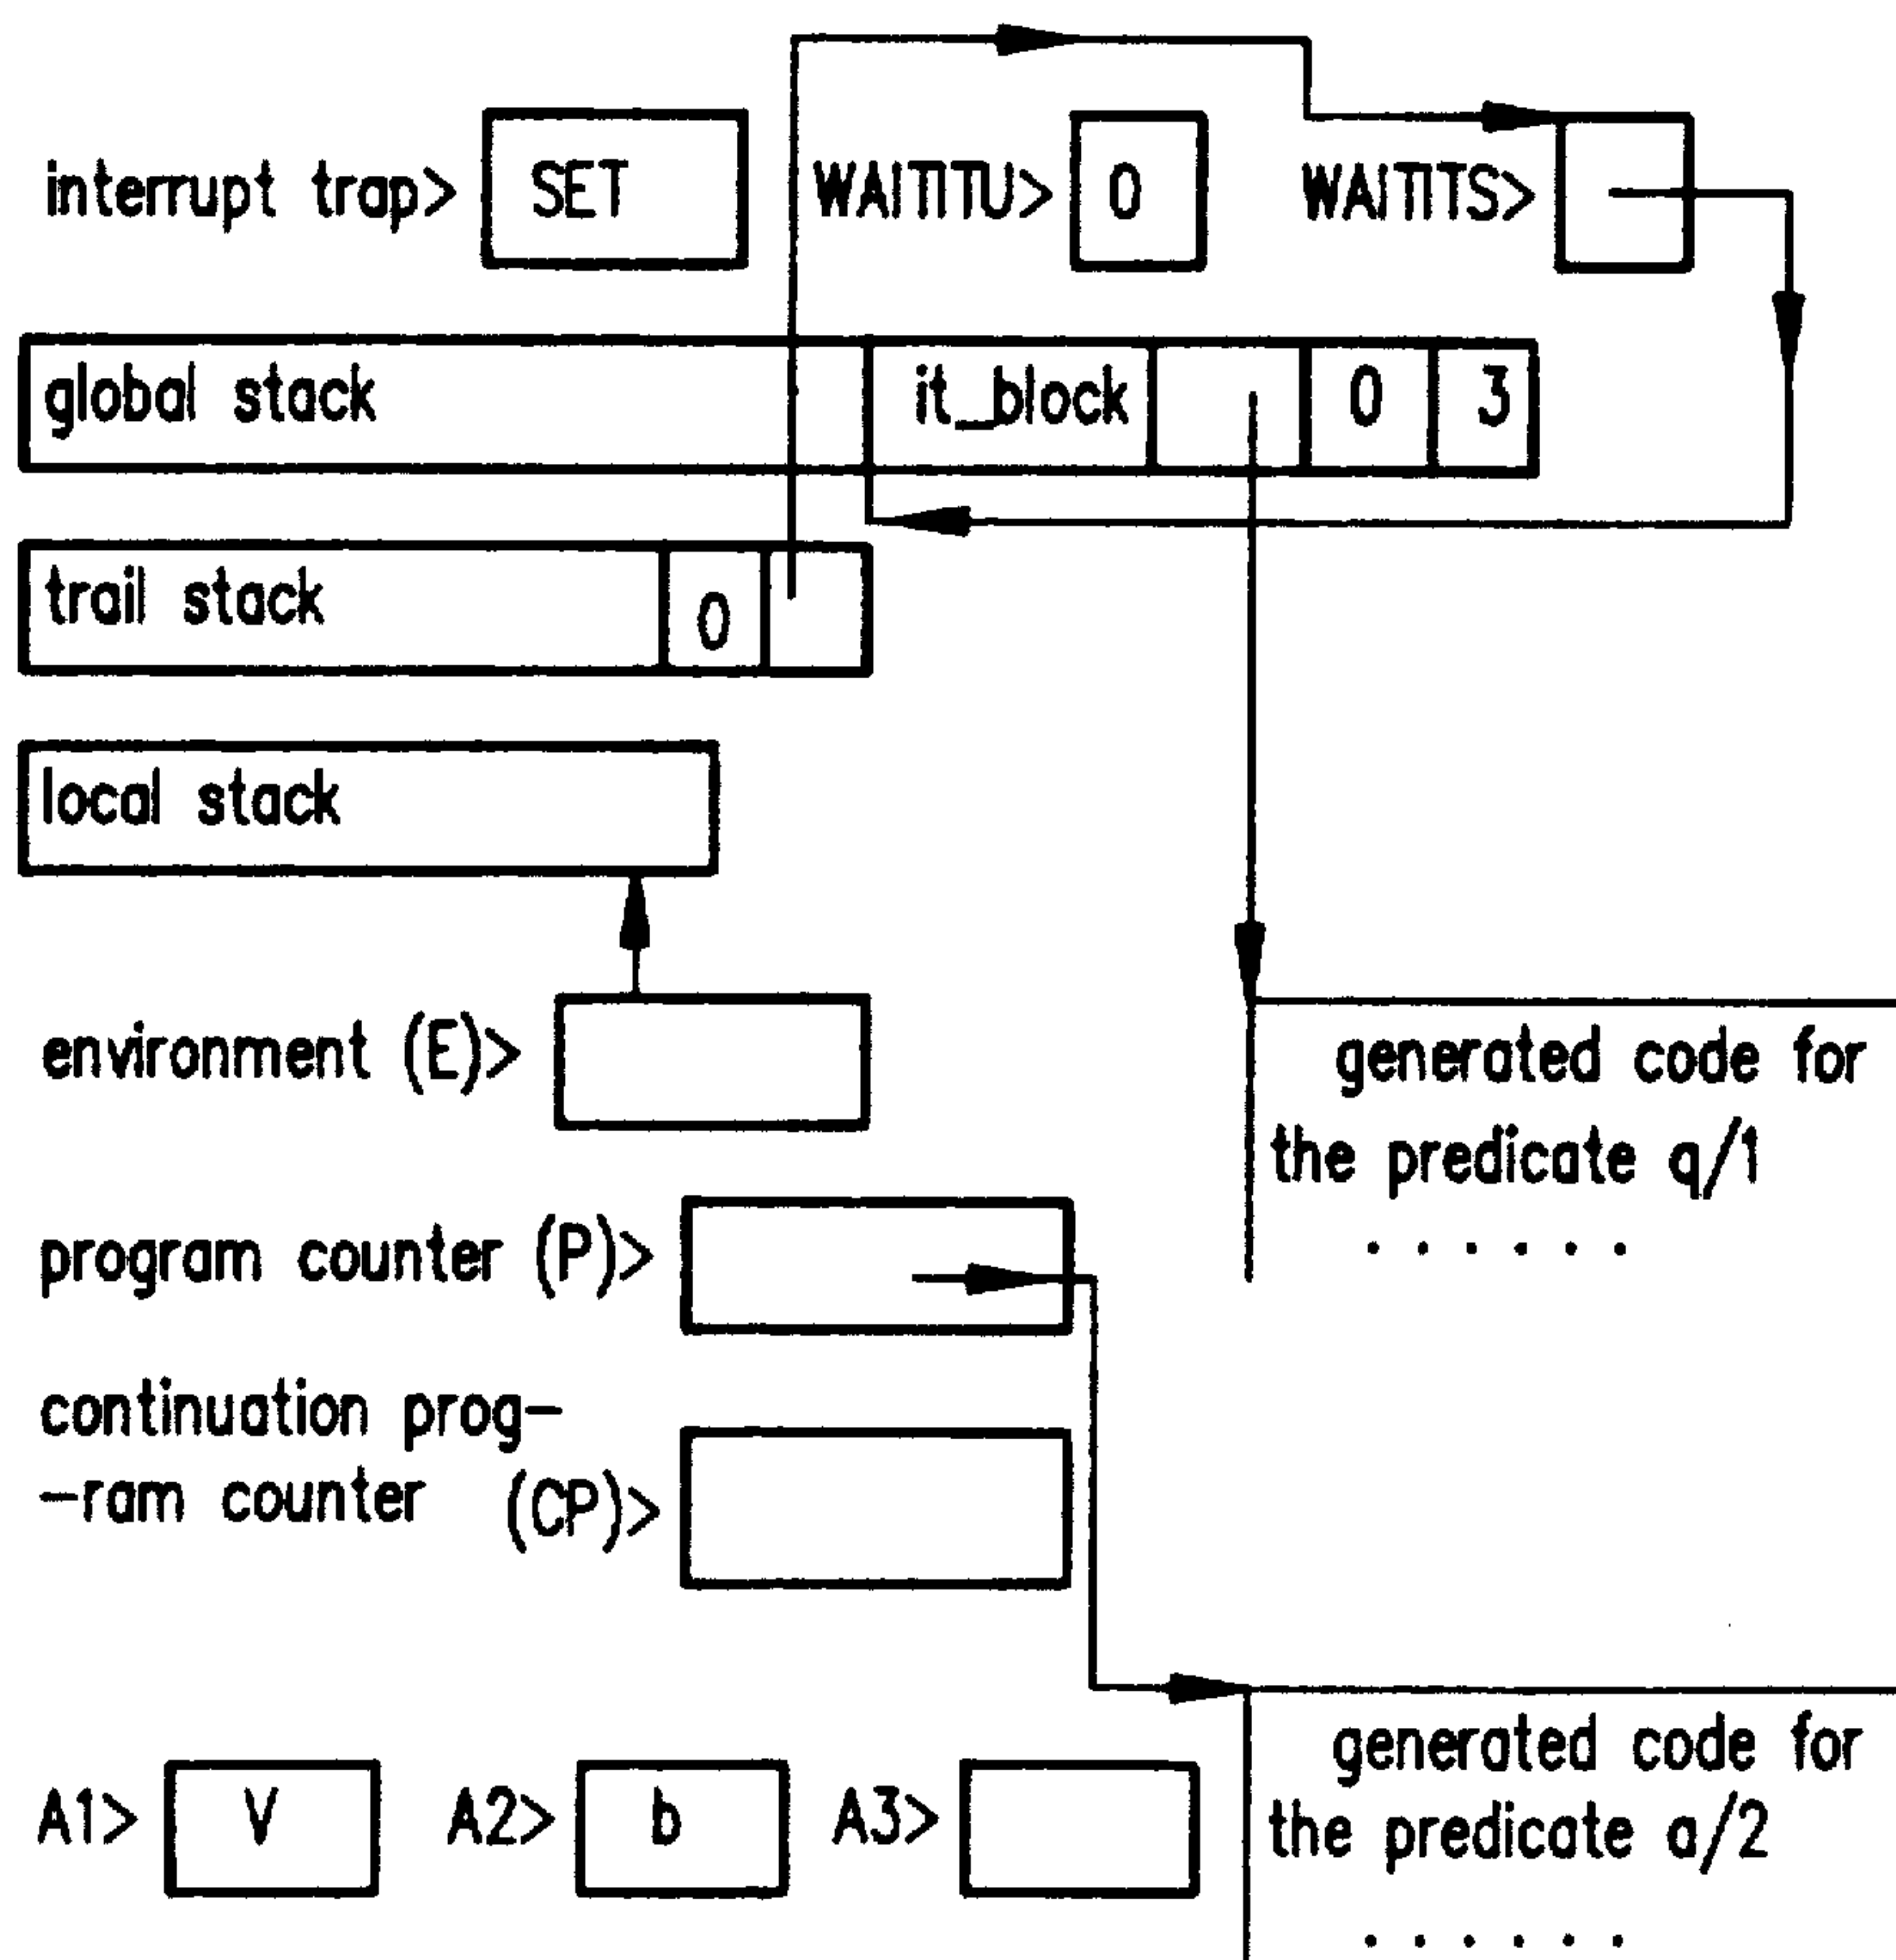 interrupt trap> SET WAITITU> 0 WAITITS>
global stack it_block 0 3
trail stack 0
local stack
environment (E)>
generated code for
the predicate q/1
. . . . . .
program counter (P)>
continuation prog-
-ram counter (CP)>
generated code for
the predicate a/2
. . . . . .
A1> V A2> b A3>